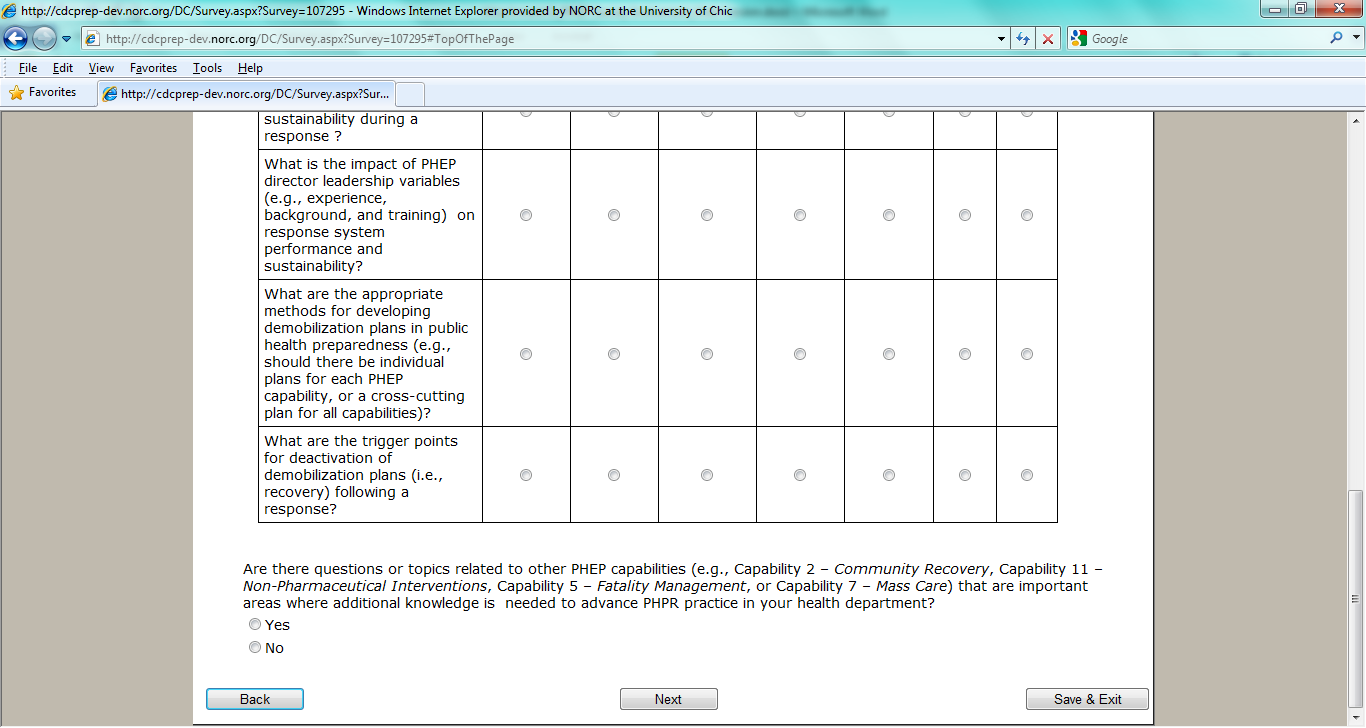 http://cdcprep-dev.norc.org/DC/Survey.aspx?Survey=107295 - Windows Internet Explorer provided by NORC at the University of Chic
http://cdcprep-dev.norc.org/DC/Survey.aspx?Survey=107295#TopOfThePage
Google
File Edit View Favorites Tools Help
Favorites
http://cdcprep-dev.norc.org/DC/Survey.aspx?Sur...
sustainability during a
response ?
What is the impact of PHEP
director leadership variables
(e.g., experience,
background, and training) on
response system
performance and
sustainability?
What are the appropriate
methods for developing
demobilization plans in public
health preparedness (e.g.,
should there be individual
plans for each PHEP
capability, or a cross-cutting
plan for all capabilities)?
What are the trigger points
for deactivation of
demobilization plans (i.e.,
recovery) following a
response?
Are there questions or topics related to other PHEP capabilities (e.g., Capability 2 – Community Recovery, Capability 11 –
Non-Pharmaceutical Interventions, Capability 5 – Fatality Management, or Capability 7 – Mass Care) that are important
areas where additional knowledge is needed to advance PHPR practice in your health department?
Yes
No
Back Next Save & Exit